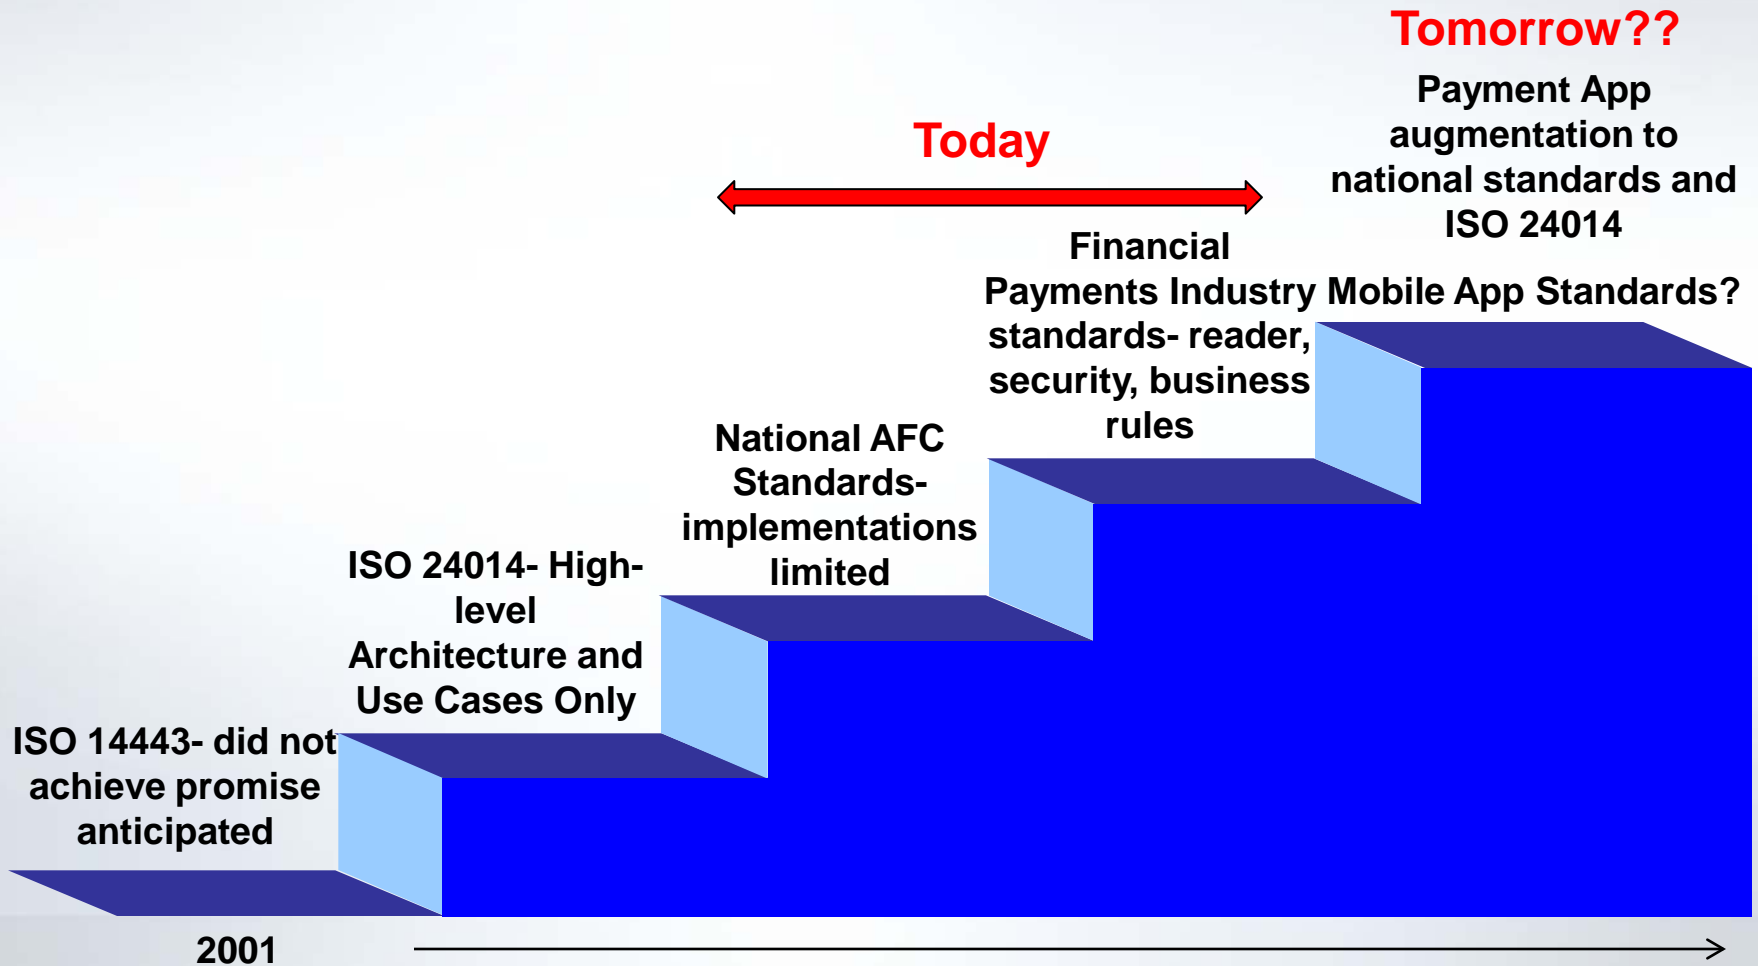 Tomorrow??
Payment App
augmentation to
national standards and
ISO 24014
Today
Financial
Payments Industry
standards- reader,
security, business
rules
Mobile App Standards?
National AFC
Standards-
implementations
limited
ISO 24014- High-
level
Architecture and
Use Cases Only
ISO 14443- did not
achieve promise
anticipated
2001